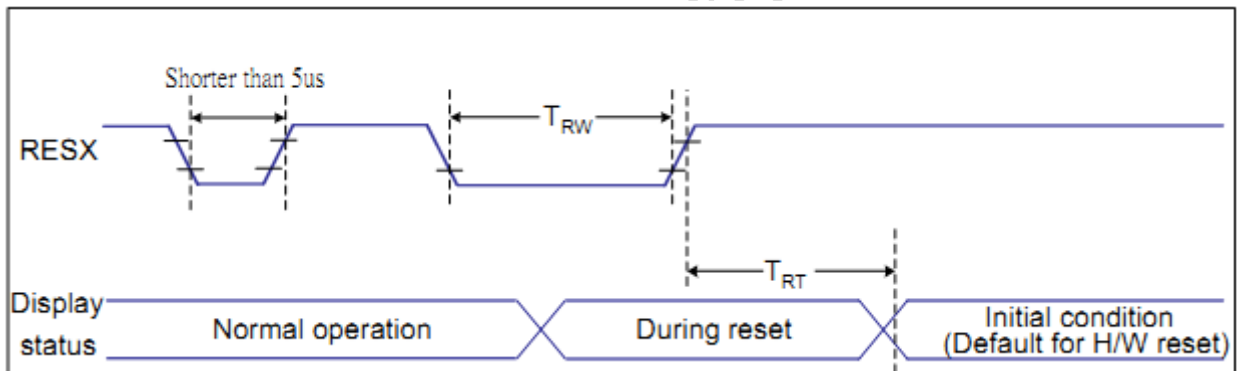 Shorter than 5us
RESX
TRW
TRT
Display
status
Normal operation
During reset
Initial condition
(Default for H/W reset)